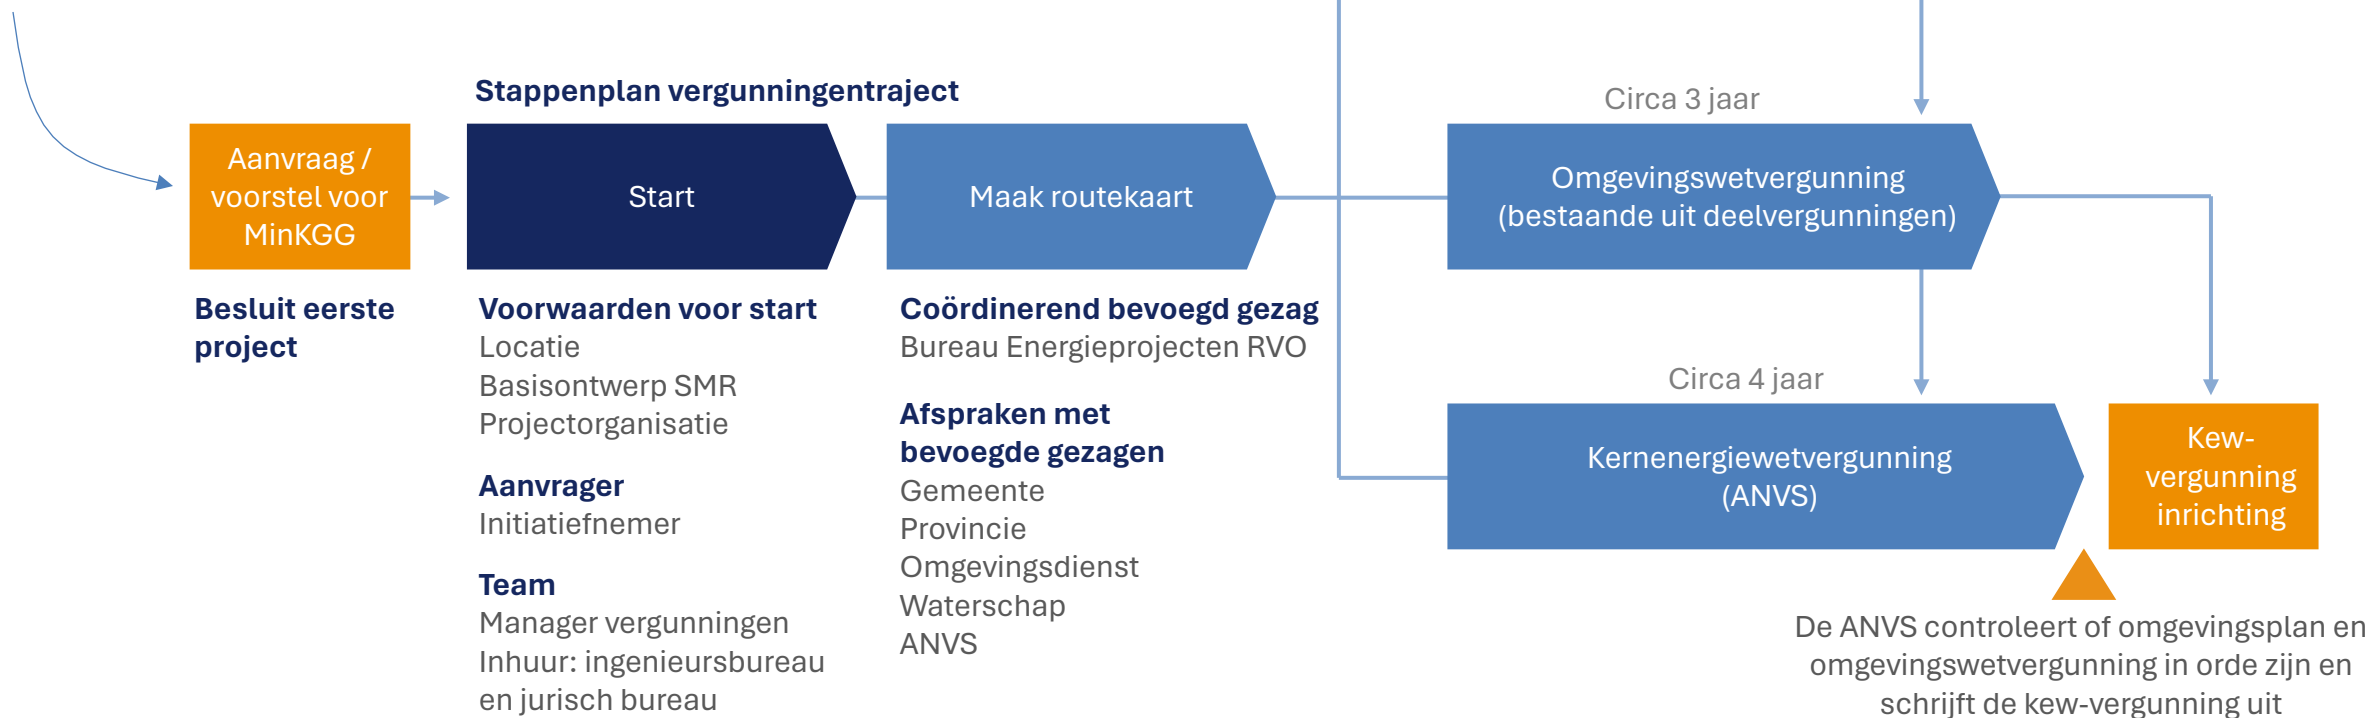 Stappenplan vergunningentraject
Aanvraag /
voorstel voor
MinKGG
Besluit eerste
project
Start
Voorwaarden voor start
Locatie
Basisontwerp SMR
Projectorganisatie
Aanvrager
Initiatiefnemer
Team
Manager vergunningen
Inhuur: ingenieursbureau
en jurisch bureau
Maak routekaart
Coördinerend bevoegd gezag
Bureau Energieprojecten RVO
Afspraken met
bevoegde gezagen
Gemeente
Provincie
Omgevingsdienst
Waterschap
ANVS
Circa 3 jaar
Omgevingswetvergunning
(bestaande uit deelvergunningen)
Circa 4 jaar
Kernenergiewetvergunning
(ANVS)
Kew-
vergunning
inrichting
De ANVS controleert of omgevingsplan en
omgevingswetvergunning in orde zijn en
schrijft de kew-vergunning uit